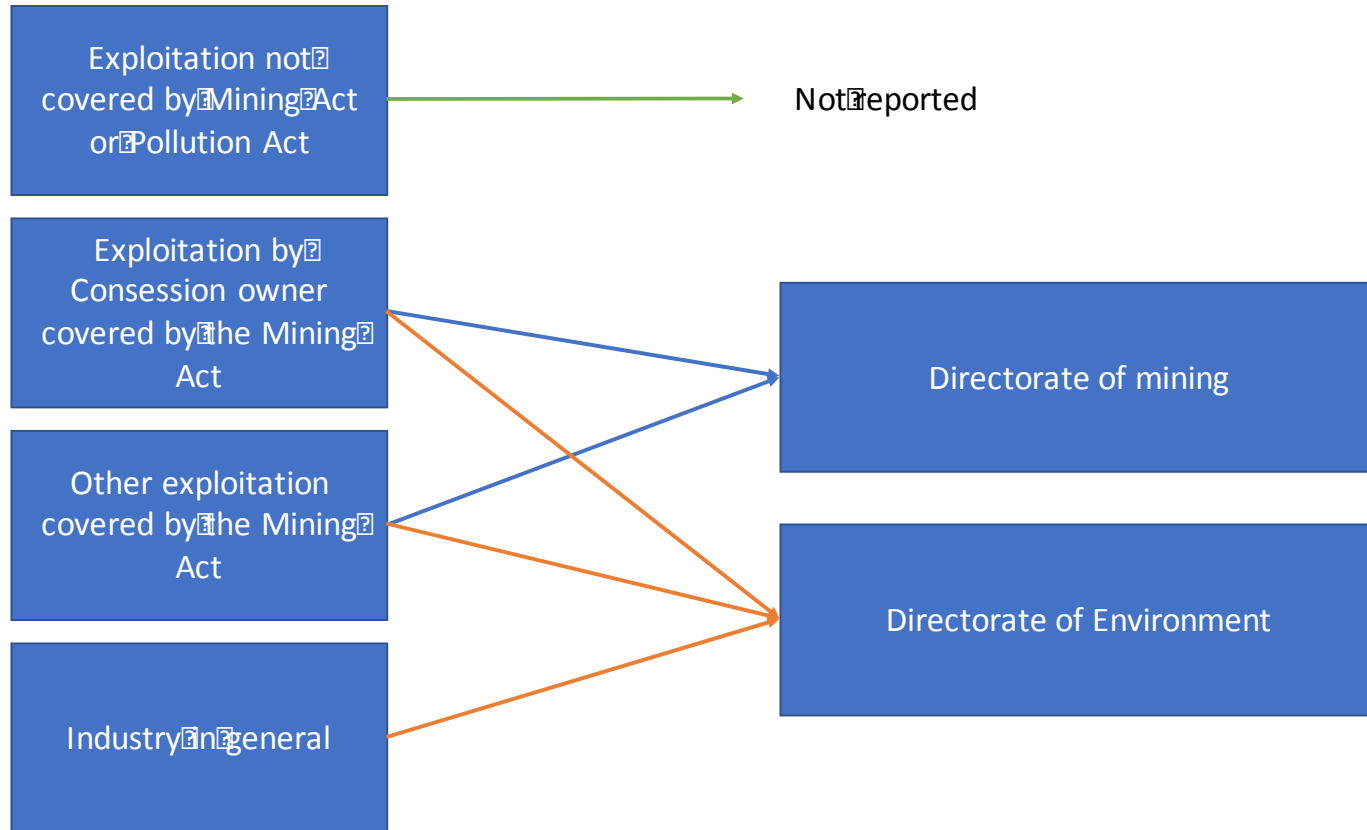 Exploitation not
covered by Mining Act
or Pollution Act
Not reported
Exploitation by
Consession owner
covered by the Mining
Act
Directorate of mining
Other exploitation
covered by the Mining
Act
Directorate of Environment
Industry in general